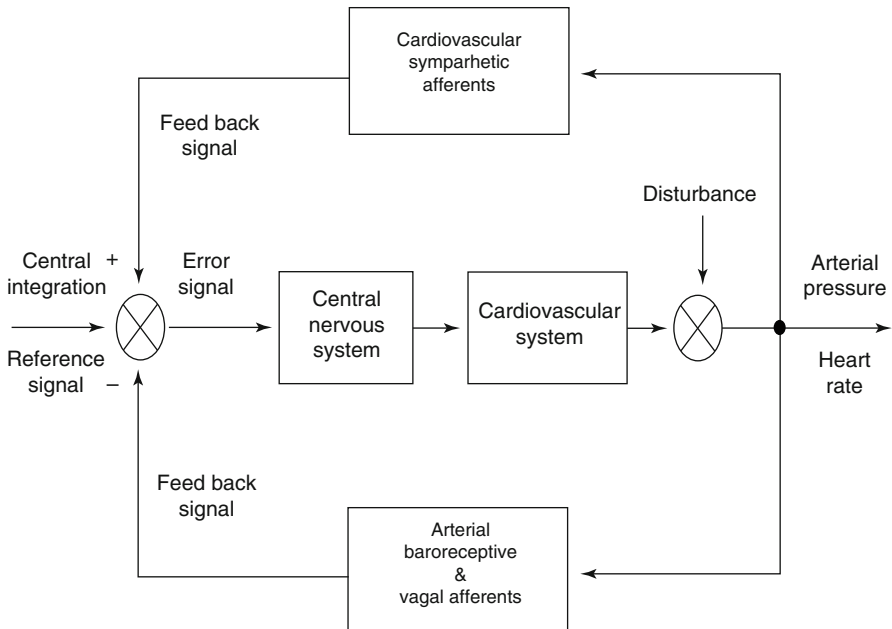 Cardiovascular
symparhetic
afferents
Feed back
signal
Disturbance
Central +
integration
Reference
signal –
Error
signal
Central
nervous
system
Cardiovascular
system
Arterial
pressure
Heart
rate
Feed back
signal
Arterial
baroreceptive
&
vagal afferents